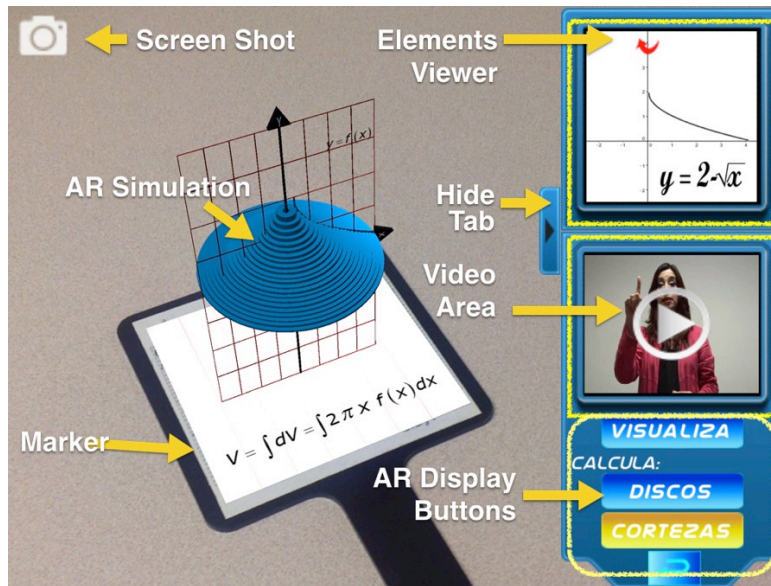 Screen Shot
Elements
Viewer
y = 2-√x
y = f(x)
AR Simulation
Y
X
Hide
Tab
Video
Area
Marker
V = ∫dV = ∫2π x f(x)dx
AR Display
Buttons
VISUALIZA
CALCULA:
DISCOS
CORTEZAS